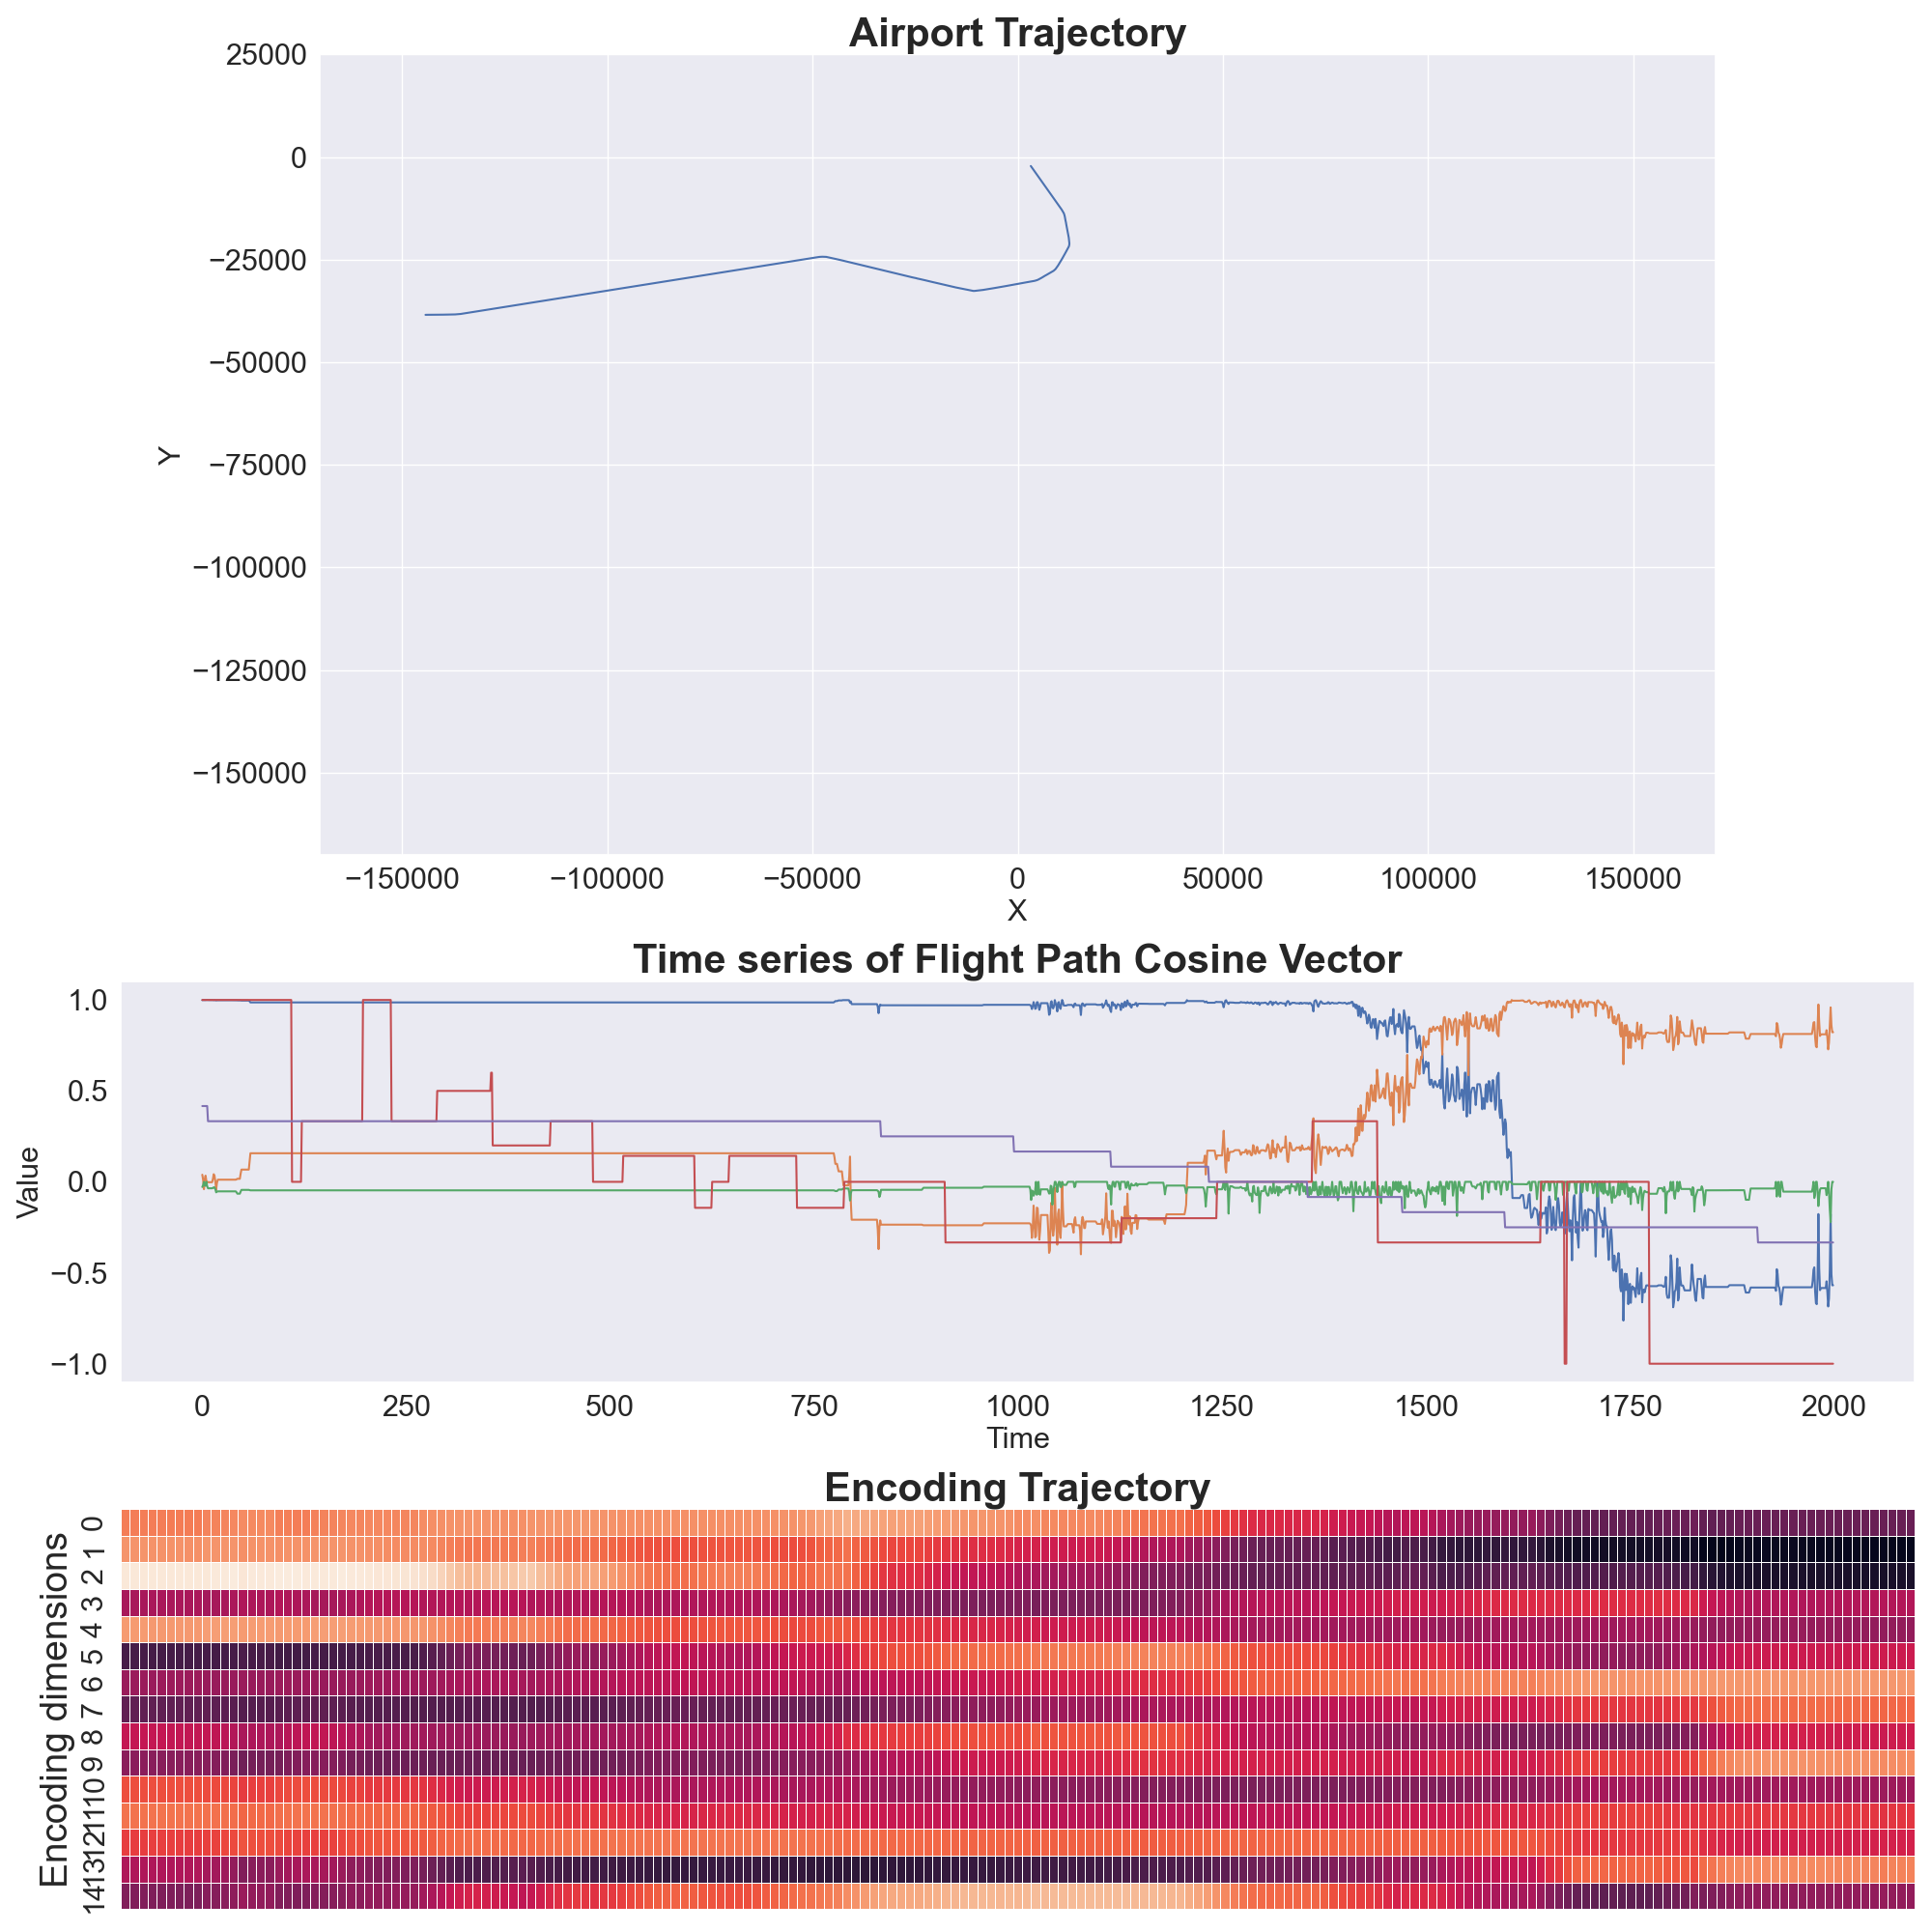 Airport Trajectory
25000
0
−25000
−50000
−75000
−100000
−125000
−150000
Y
−150000 −100000 −50000 0 50000 100000 150000
X
Time series of Flight Path Cosine Vector
1.0
0.5
0.0
−0.5
−1.0
Value
0 250 500 750 1000 1250 1500 1750 2000
Time
Encoding Trajectory
Encoding dimensions
0
1
2
3
4
5
6
7
8
9
10
11
12
13
14